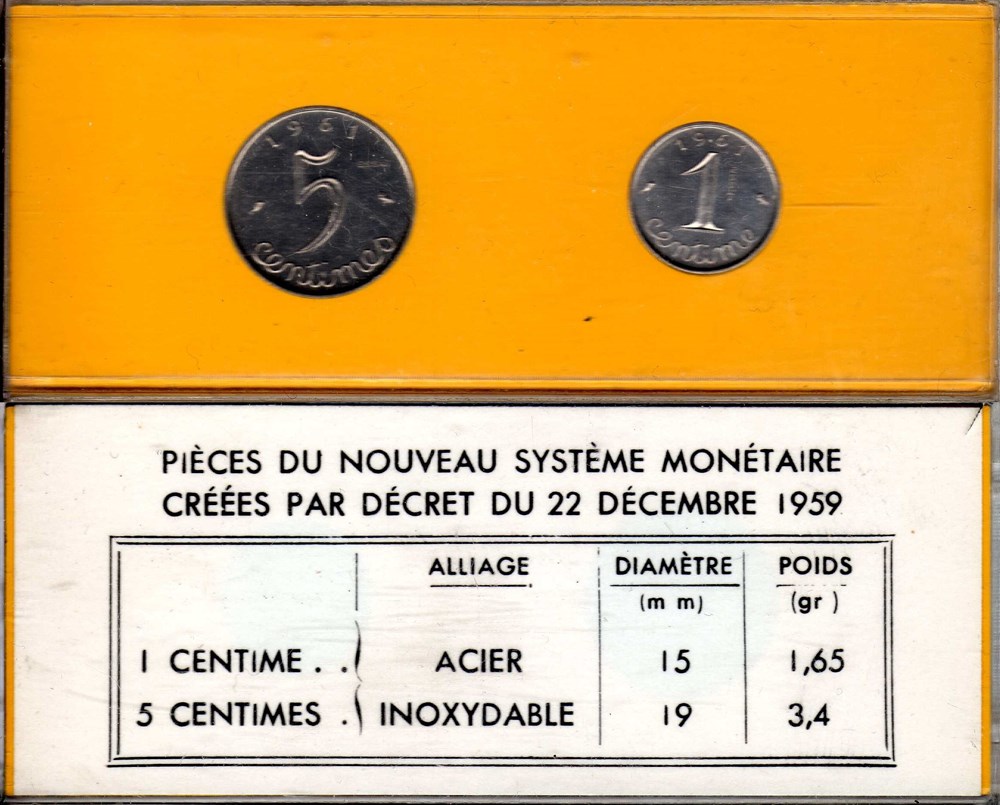 1961
5
centimes
1961
1
centime
PIÈCES DU NOUVEAU SYSTÈME MONÉTAIRE
CRÉÉES PAR DÉCRET DU 22 DÉCEMBRE 1959
ALLIAGE DIAMÈTRE POIDS
(m m) (gr )
1 CENTIME . . ACIER 15 1,65
5 CENTIMES . INOXYDABLE 19 3,4